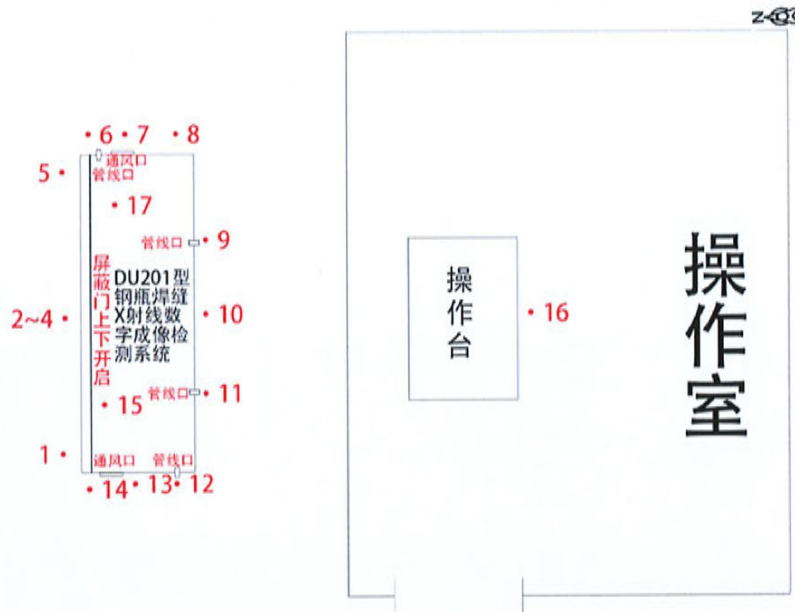 N
·6 ·7 ·8
通风口
5·
管线口
·17
管线口 ·9
屏蔽门上下开启
DU201型
钢瓶焊缝
X射线数
字成像检
测系统
2~4·
·10
管线口 ·11
·15
1·
通风口 管线口
·14 ·13 ·12
操作台
·16
操作室